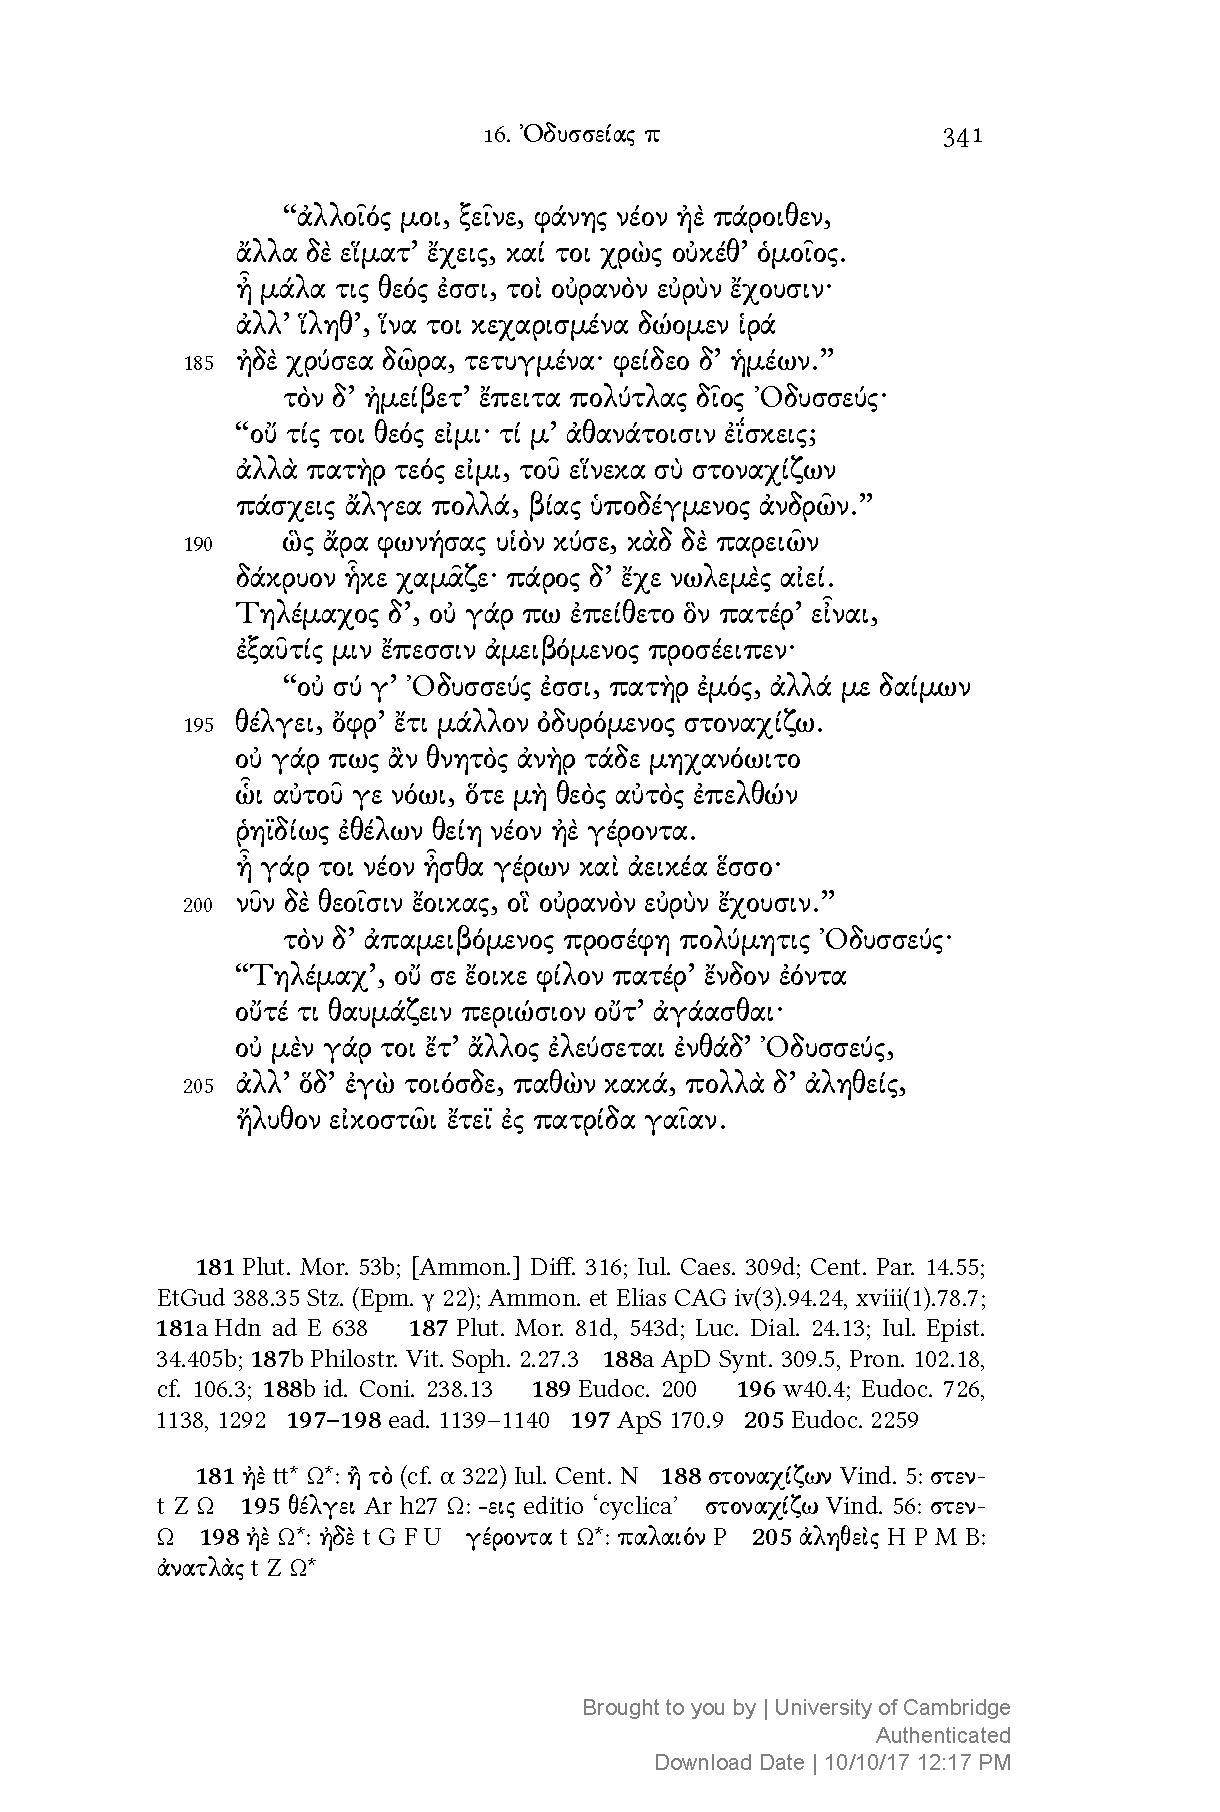 16. Ὀδυσσείας π 341
“ἀλλοῖός μοι, ξεῖνε, φάνης νέον ἠὲ πάροιθεν,
ἄλλα δὲ εἵματ’ ἔχεις, καί τοι χρὼς οὐκέθ’ ὁμοῖος.
ἦ μάλα τις θεός ἐσσι, τοὶ οὐρανὸν εὐρὺν ἔχουσιν·
ἀλλ’ ἵληθ’, ἵνα τοι κεχαρισμένα δώομεν ἱρά
185 ἠδὲ χρύσεα δῶρα, τετυγμένα· φείδεο δ’ ἡμέων.”
τὸν δ’ ἠμείβετ’ ἔπειτα πολύτλας δῖος Ὀδυσσεύς·
“οὔ τίς τοι θεός εἰμι· τί μ’ ἀθανάτοισιν ἐΐσκεις;
ἀλλὰ πατὴρ τεός εἰμι, τοῦ εἵνεκα σὺ στοναχίζων
πάσχεις ἄλγεα πολλά, βίας ὑποδέγμενος ἀνδρῶν.”
190 ὣς ἄρα φωνήσας υἱὸν κύσε, κὰδ δὲ παρειῶν
δάκρυον ἧκε χαμᾶζε· πάρος δ’ ἔχε νωλεμὲς αἰεί.
Τηλέμαχος δ’, οὐ γάρ πω ἐπείθετο ὃν πατέρ’ εἶναι,
ἐξαῦτίς μιν ἔπεσσιν ἀμειβόμενος προσέειπεν·
“οὐ σύ γ’ Ὀδυσσεύς ἐσσι, πατὴρ ἐμός, ἀλλά με δαίμων
195 θέλγει, ὄφρ’ ἔτι μάλλον ὀδυρόμενος στοναχίζω.
οὐ γάρ πως ἂν θνητὸς ἀνὴρ τάδε μηχανόωιτο
ὧι αὐτοῦ γε νόωι, ὅτε μὴ θεὸς αὐτὸς ἐπελθών
ῥηϊδίως ἐθέλων θείη νέον ἠὲ γέροντα.
ἦ γάρ τοι νέον ἦσθα γέρων καὶ ἀεικέα ἕσσο·
200 νῦν δὲ θεοῖσιν ἔοικας, οἳ οὐρανὸν εὐρὺν ἔχουσιν.”
τὸν δ’ ἀπαμειβόμενος προσέφη πολύμητις Ὀδυσσεύς·
“Τηλέμαχ’, οὔ σε ἔοικε φίλον πατέρ’ ἔνδον ἐόντα
οὔτέ τι θαυμάζειν περιώσιον οὔτ’ ἀγάασθαι·
οὐ μὲν γάρ τοι ἔτ’ ἄλλος ἐλεύσεται ἐνθάδ’ Ὀδυσσεύς,
205 ἀλλ’ ὅδ’ ἐγὼ τοιόσδε, παθὼν κακά, πολλὰ δ’ ἀληθείς,
ἤλυθον εἰκοστῶι ἔτεϊ ἐς πατρίδα γαῖαν.
181 Plut. Mor. 53b; [Ammon.] Diff. 316; Iul. Caes. 309d; Cent. Par. 14.55;
EtGud 388.35 Stz. (Epm. γ 22); Ammon. et Elias CAG iv(3).94.24, xviii(1).78.7;
181a Hdn ad E 638 187 Plut. Mor. 81d, 543d; Luc. Dial. 24.13; Iul. Epist.
34.405b; 187b Philostr. Vit. Soph. 2.27.3 188a ApD Synt. 309.5, Pron. 102.18,
cf. 106.3; 188b id. Coni. 238.13 189 Eudoc. 200 196 w40.4; Eudoc. 726,
1138, 1292 197–198 ead. 1139–1140 197 ApS 170.9 205 Eudoc. 2259
181 ἠὲ tt* Ω*: ἢ τὸ (cf. α 322) Iul. Cent. N 188 στοναχίζων Vind. 5: στεν-
t Z Ω 195 θέλγει Ar h27 Ω: -εις editio ‘cyclica’ στοναχίζω Vind. 56: στεν-
Ω 198 ἠὲ Ω*: ἠδὲ t G F U γέροντα t Ω*: παλαιόν P 205 ἀληθεὶς H P M B:
ἀνατλὰς t Z Ω*
Brought to you by | University of Cambridge
Authenticated
Download Date | 10/10/17 12:17 PM